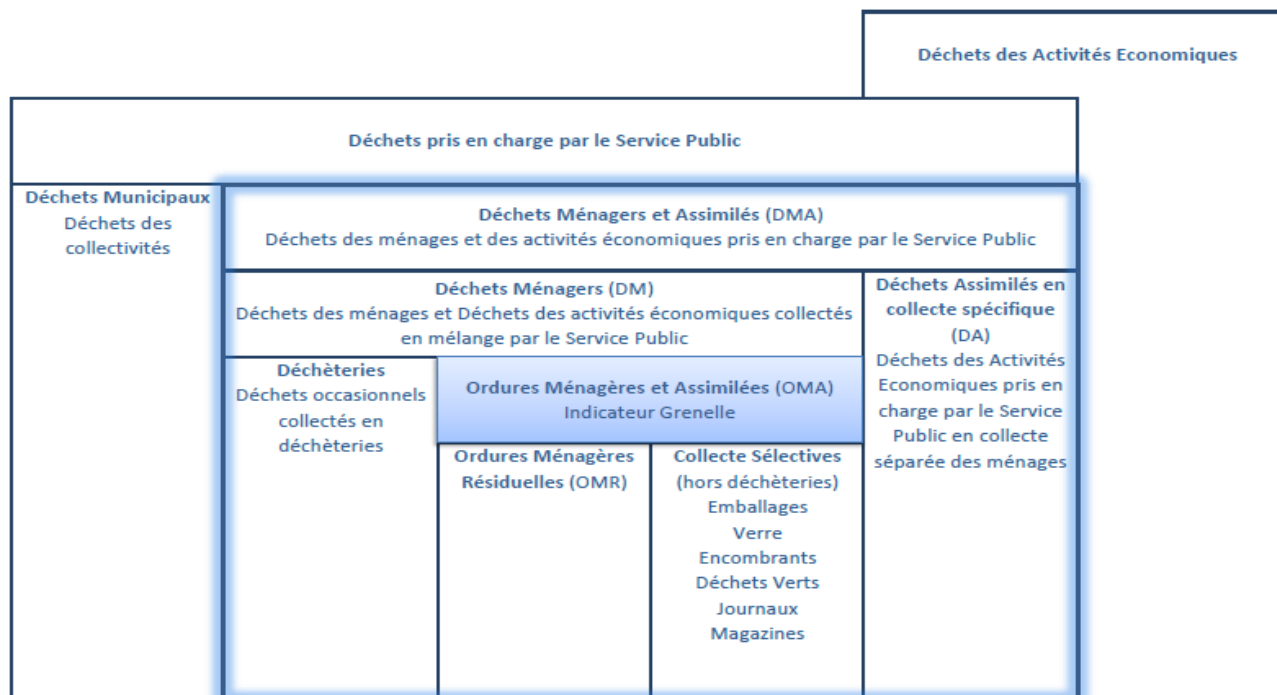 Déchets des Activités Economiques
Déchets pris en charge par le Service Public
Déchets Municipaux
Déchets des
collectivités
Déchets Ménagers et Assimilés (DMA)
Déchets des ménages et des activités économiques pris en charge par le Service Public
Déchets Ménagers (DM)
Déchets des ménages et Déchets des activités économiques collectés
en mélange par le Service Public
Déchets Assimilés en
collecte spécifique
(DA)
Déchets des Activités
Economiques pris en
charge par le Service
Public en collecte
séparée des ménages
Déchèteries
Déchets occasionnels
collectés en
déchèteries
Ordures Ménagères et Assimilées (OMA)
Indicateur Grenelle
Ordures Ménagères
Résiduelles (OMR)
Collecte Sélectives
(hors déchèteries)
Emballages
Verre
Encombrants
Déchets Verts
Journaux
Magazines